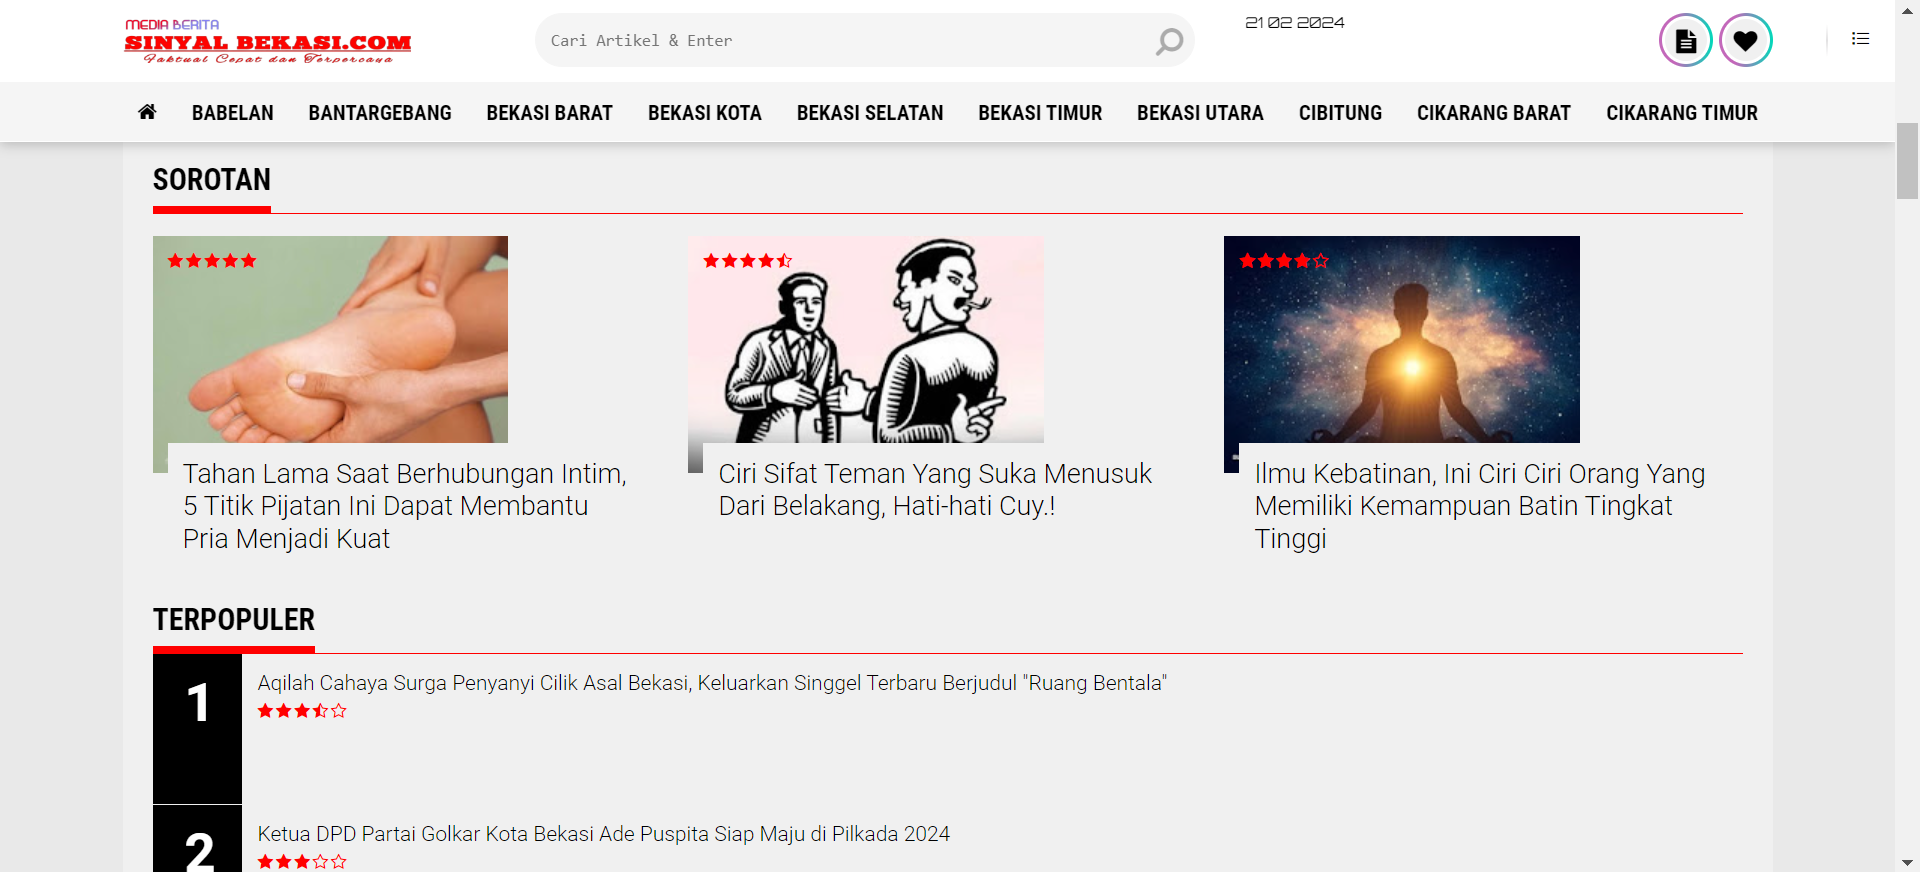 MEDIA BERITA
SINYAL BEKASI.COM
Faktual Cepat dan Terpercaya
Cari Artikel & Enter
21 02 2024
BABELAN
BANTARGEBANG
BEKASI BARAT
BEKASI KOTA
BEKASI SELATAN
BEKASI TIMUR
BEKASI UTARA
CIBITUNG
CIKARANG BARAT
CIKARANG TIMUR
SOROTAN
Tahan Lama Saat Berhubungan Intim,
5 Titik Pijatan Ini Dapat Membantu
Pria Menjadi Kuat
Ciri Sifat Teman Yang Suka Menusuk
Dari Belakang, Hati-hati Cuy.!
Ilmu Kebatinan, Ini Ciri Ciri Orang Yang
Memiliki Kemampuan Batin Tingkat
Tinggi
TERPOPULER
1
Aqilah Cahaya Surga Penyanyi Cilik Asal Bekasi, Keluarkan Singgel Terbaru Berjudul "Ruang Bentala"
2
Ketua DPD Partai Golkar Kota Bekasi Ade Puspita Siap Maju di Pilkada 2024